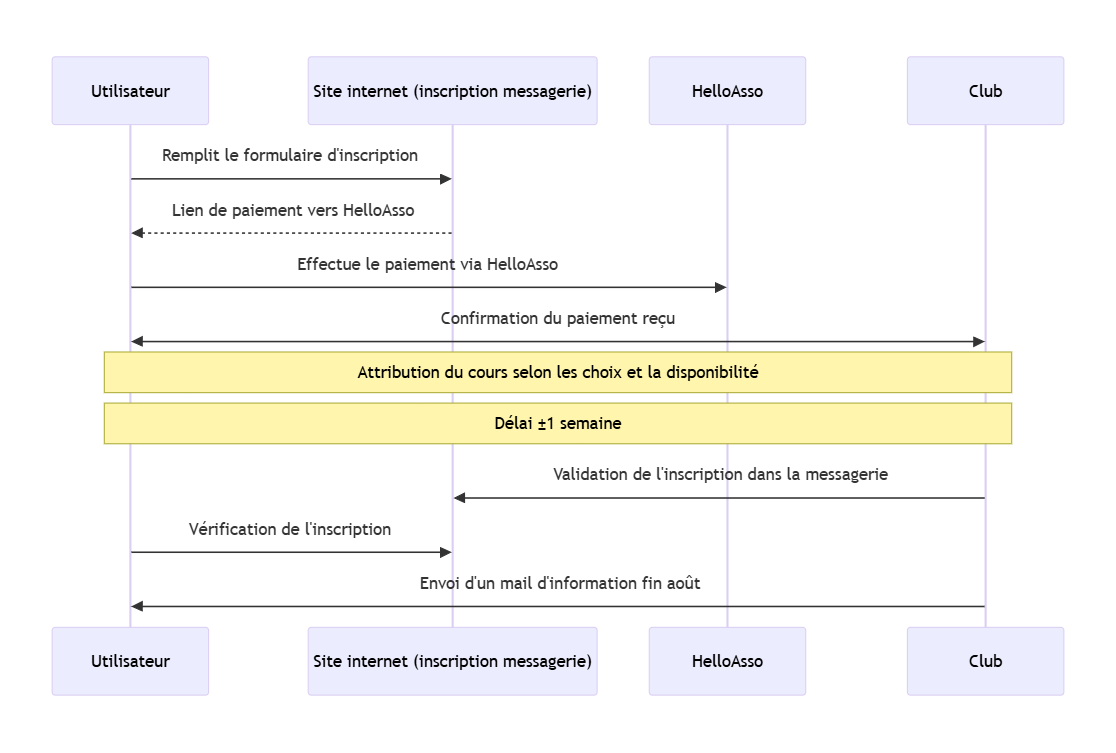 Utilisateur
Site internet (inscription messagerie)
HelloAsso
Club
Remplit le formulaire d'inscription
Lien de paiement vers HelloAsso
Effectue le paiement via HelloAsso
Confirmation du paiement reçu
Attribution du cours selon les choix et la disponibilité
Délai ±1 semaine
Validation de l'inscription dans la messagerie
Vérification de l'inscription
Envoi d'un mail d'information fin août
Utilisateur
Site internet (inscription messagerie)
HelloAsso
Club